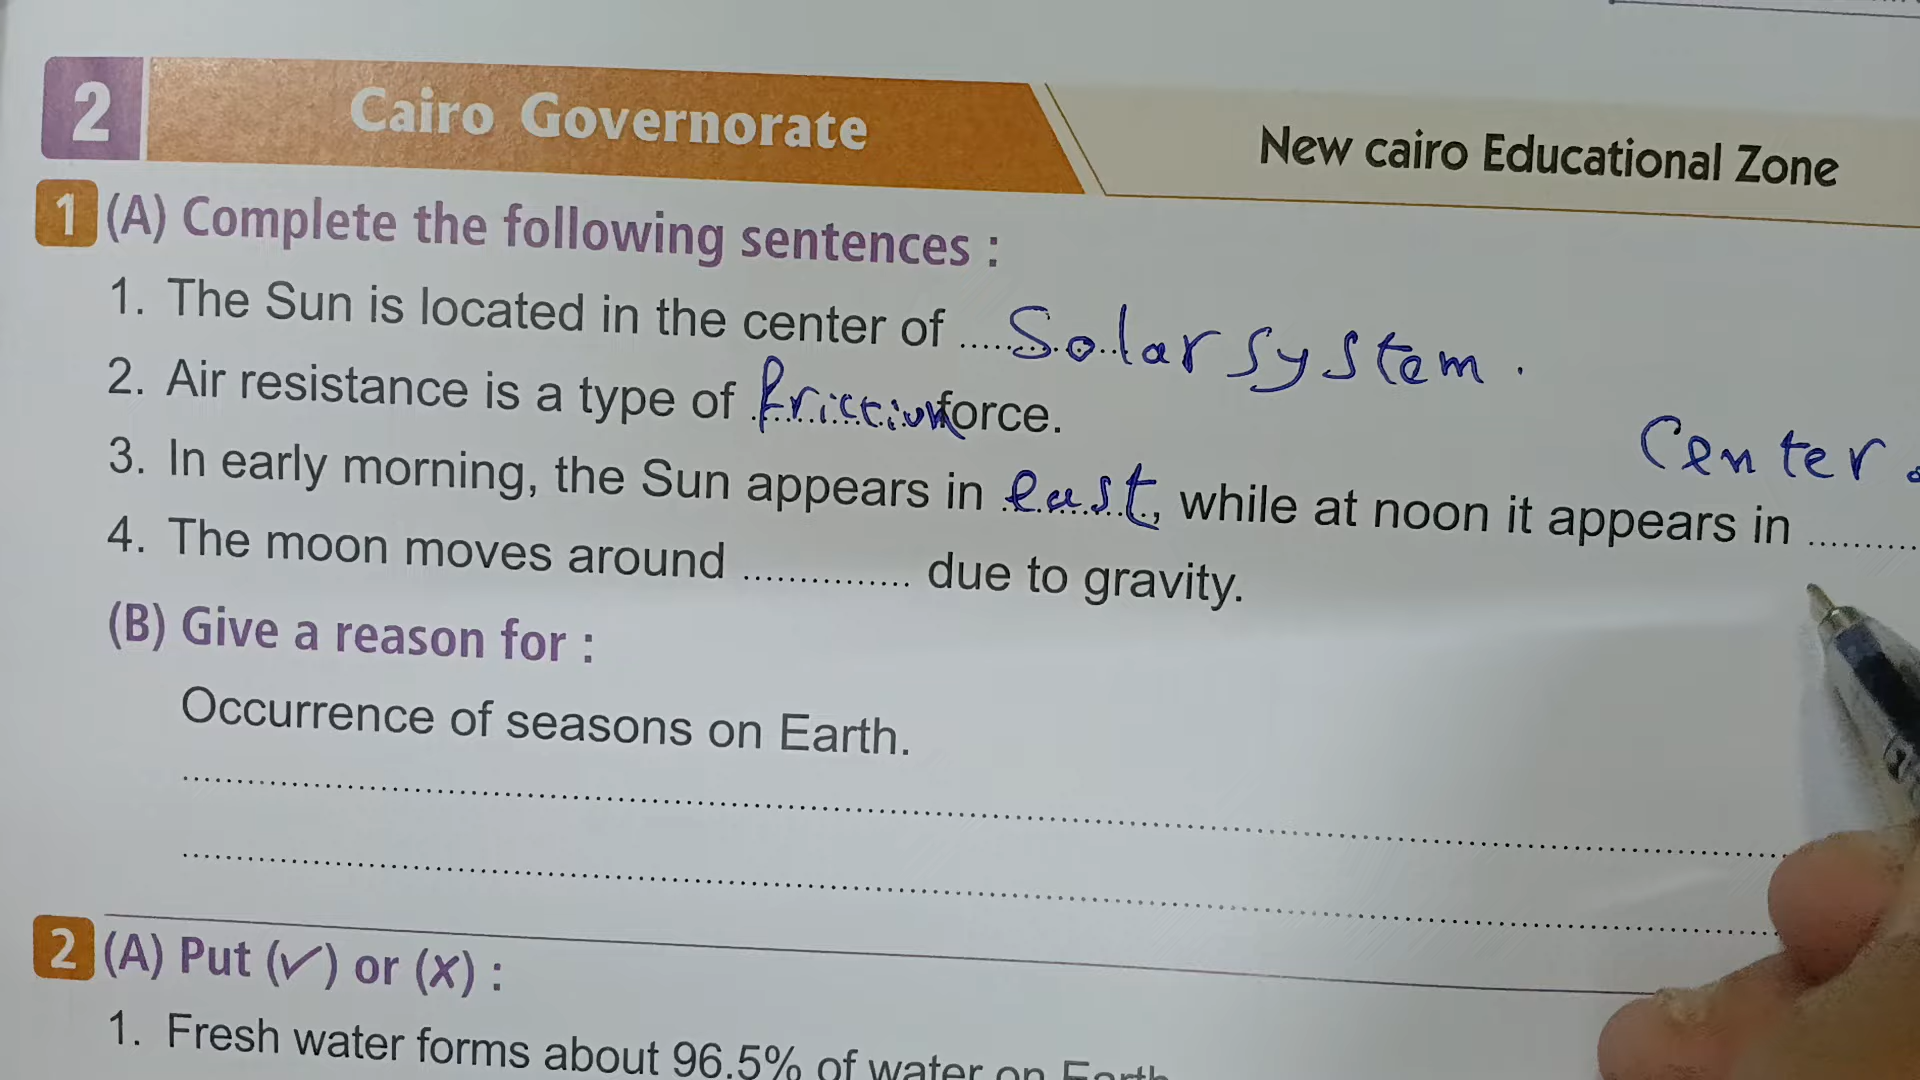 2 Cairo Governorate New cairo Educational Zone
1 (A) Complete the following sentences :
1. The Sun is located in the center of ..... Solar system .
2. Air resistance is a type of friction force.
Center
3. In early morning, the Sun appears in east, while at noon it appears in ..........
4. The moon moves around ............... due to gravity.
(B) Give a reason for :
Occurrence of seasons on Earth.
2 (A) Put (✓) or (x) :
1. Fresh water forms about 96.5% of water on Earth